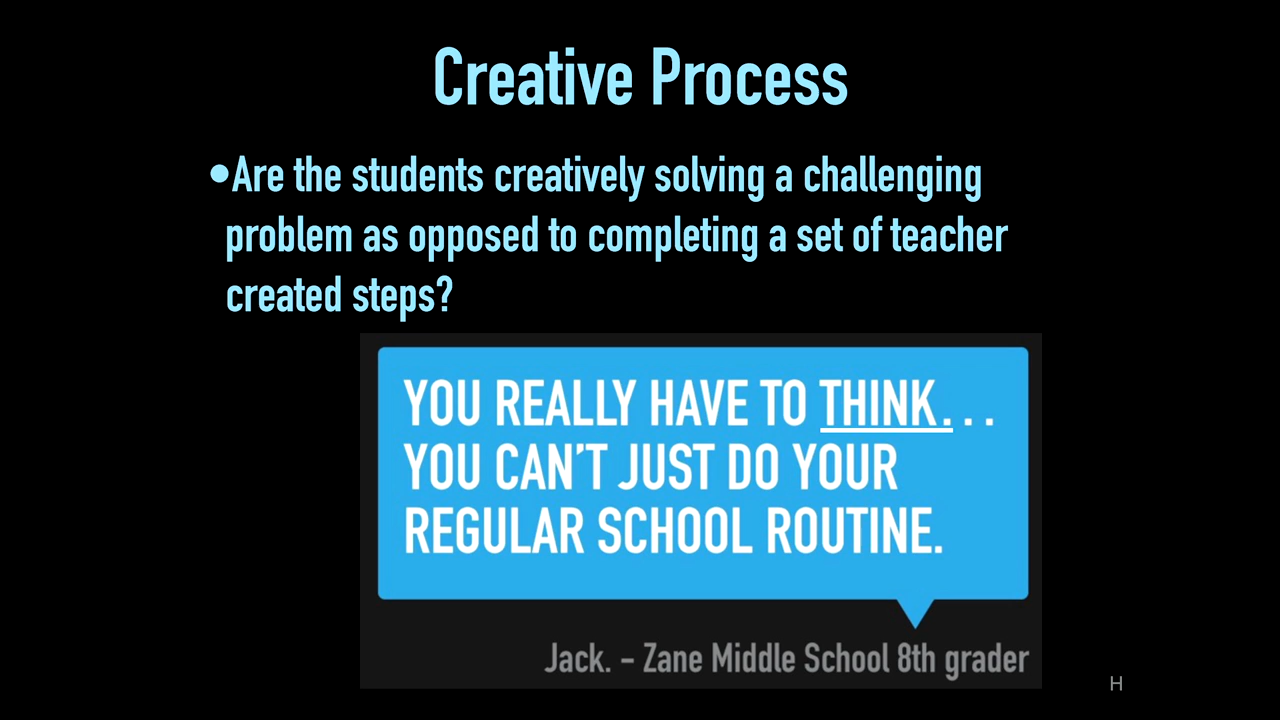 Creative Process
•Are the students creatively solving a challenging
problem as opposed to completing a set of teacher
created steps?
YOU REALLY HAVE TO THINK...
YOU CAN'T JUST DO YOUR
REGULAR SCHOOL ROUTINE.
Jack. – Zane Middle School 8th grader
H